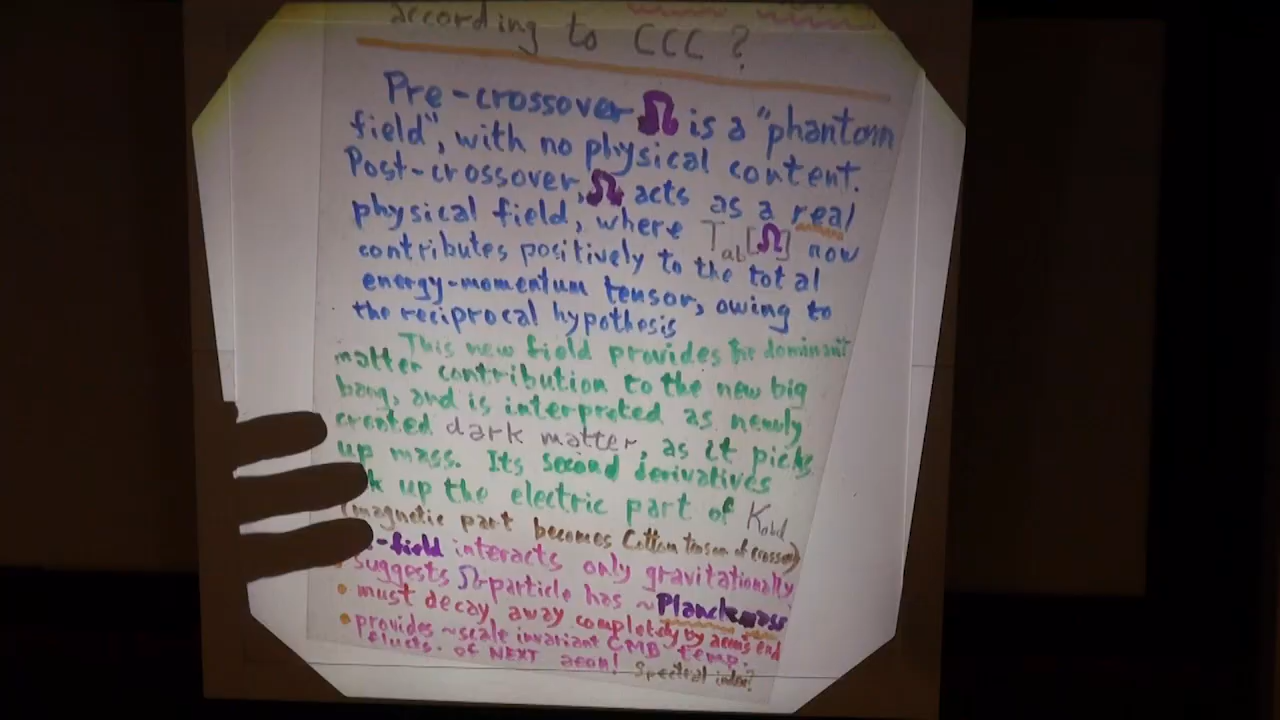 according to CCC?
Pre-crossover Ω is a "phantom
field", with no physical content.
Post-crossover, Ω acts as a real
physical field, where Tab[Ω] now
contributes positively to the total
energy-momentum tensor, owing to
the reciprocal hypothesis
This new field provides the dominant
matter contribution to the new big
bang, and is interpreted as newly
created dark matter, as it picks
up mass. Its second derivatives
up the electric part of Kabcd
(magnetic part becomes Cotton tensor of crossover)
-field interacts only gravitationally
suggests Ω-particle has ~Planck mass
• must decay away completely by aeon's end
• provides ~scale invariant CMB temp.
flucts. of NEXT aeon! Spectral index?